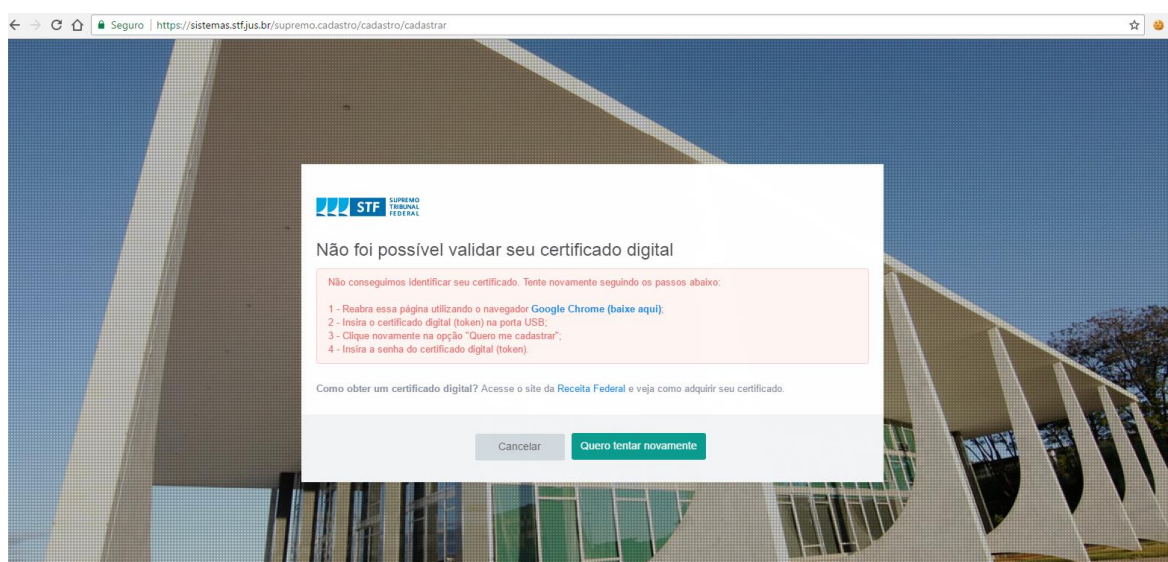 Seguro | https://sistemas.stf.jus.br/supremo.cadastro/cadastro/cadastrar
STF SUPREMO
TRIBUNAL
FEDERAL
Não foi possível validar seu certificado digital
Não conseguimos identificar seu certificado. Tente novamente seguindo os passos abaixo:
1 - Reabra essa página utilizando o navegador Google Chrome (baixe aqui);
2 - Insira o certificado digital (token) na porta USB;
3 - Clique novamente na opção "Quero me cadastrar";
4 - Insira a senha do certificado digital (token).
Como obter um certificado digital? Acesse o site da Receita Federal e veja como adquirir seu certificado.
Cancelar
Quero tentar novamente